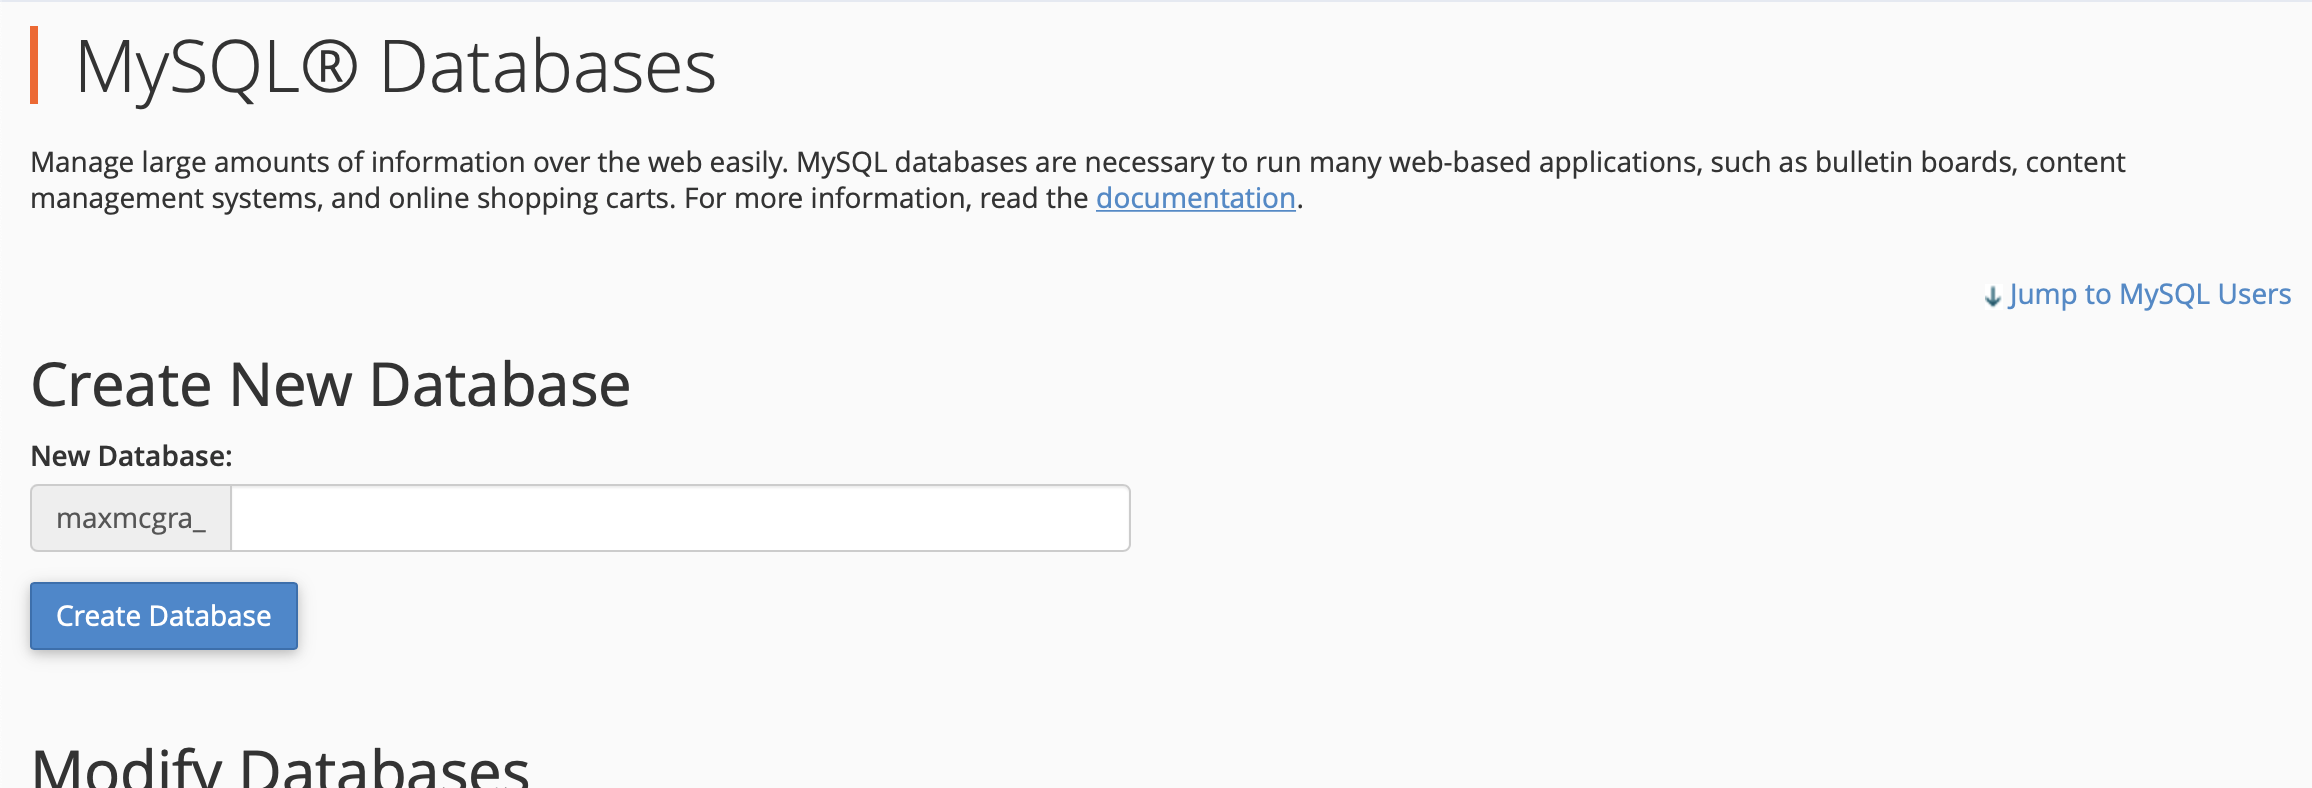 MySQL® Databases
Manage large amounts of information over the web easily. MySQL databases are necessary to run many web-based applications, such as bulletin boards, content
management systems, and online shopping carts. For more information, read the documentation.
Jump to MySQL Users
Create New Database
New Database:
maxmcgra_
Create Database
Modify Databases